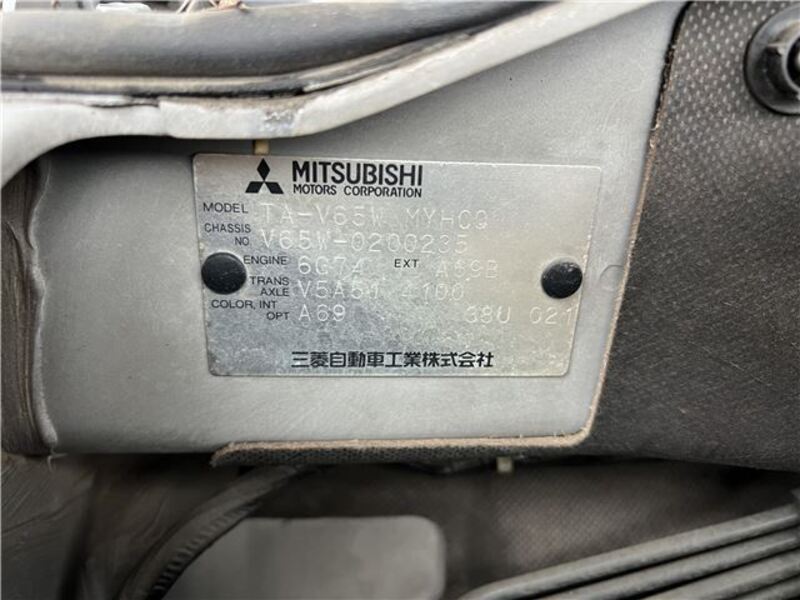 MITSUBISHI
MOTORS CORPORATION
MODEL TA-V65W MYHCQ
CHASSIS NO. V65W-0200235
ENGINE 6G74 EXT A69B
TRANS AXLE V5A51 4100
COLOR, INT OPT A69 38U 021
三菱自動車工業株式会社